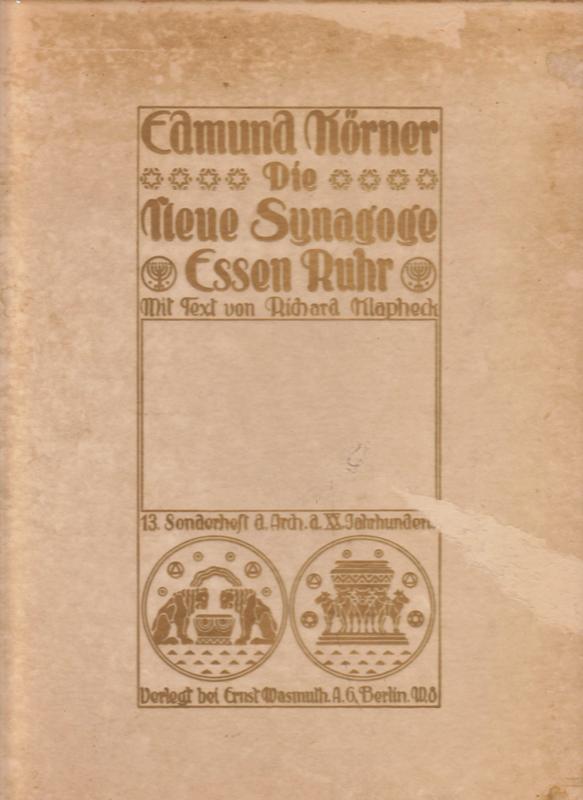 Edmund Körner
Die
Neue Synagoge
Essen Ruhr
Mit Text von Richard Klapheck
13. Sonderheft d. Arch. d. XX. Jahrhundert.
Verlegt bei Ernst Wasmuth. A.G, Berlin. W.8